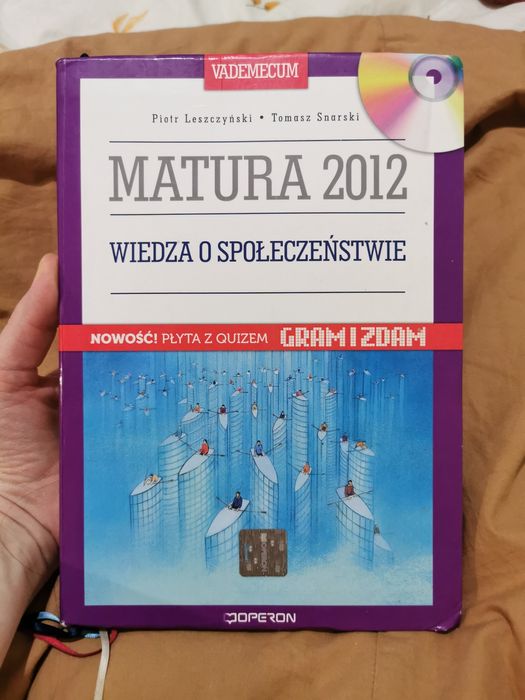 VADEMECUM
Piotr Leszczyński • Tomasz Snarski
MATURA 2012
WIEDZA O SPOŁECZEŃSTWIE
NOWOŚĆ! PŁYTA Z QUIZEM GRAM I ZDAM
OPERON